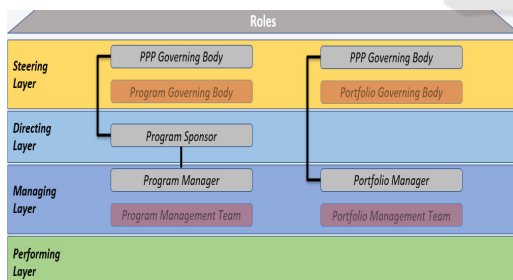 Roles
Steering
Layer
PPP Governing Body
PPP Governing Body
Program Governing Body
Portfolio Governing Body
Directing
Layer
Program Sponsor
Managing
Layer
Program Manager
Portfolio Manager
Program Management Team
Portfolio Management Team
Performing
Layer